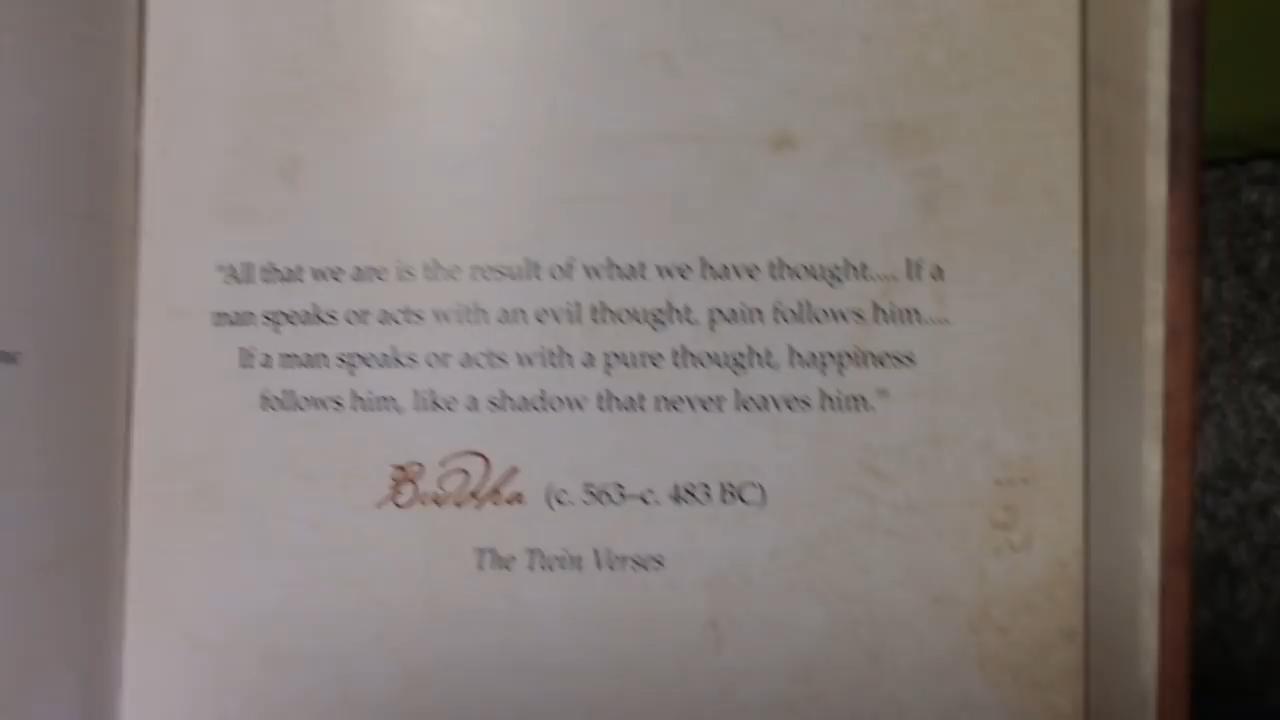 "All that we are is the result of what we have thought.... If a
man speaks or acts with an evil thought, pain follows him....
If a man speaks or acts with a pure thought, happiness
follows him, like a shadow that never leaves him."
Buddha (c. 563–c. 483 BC)
The Twin Verses